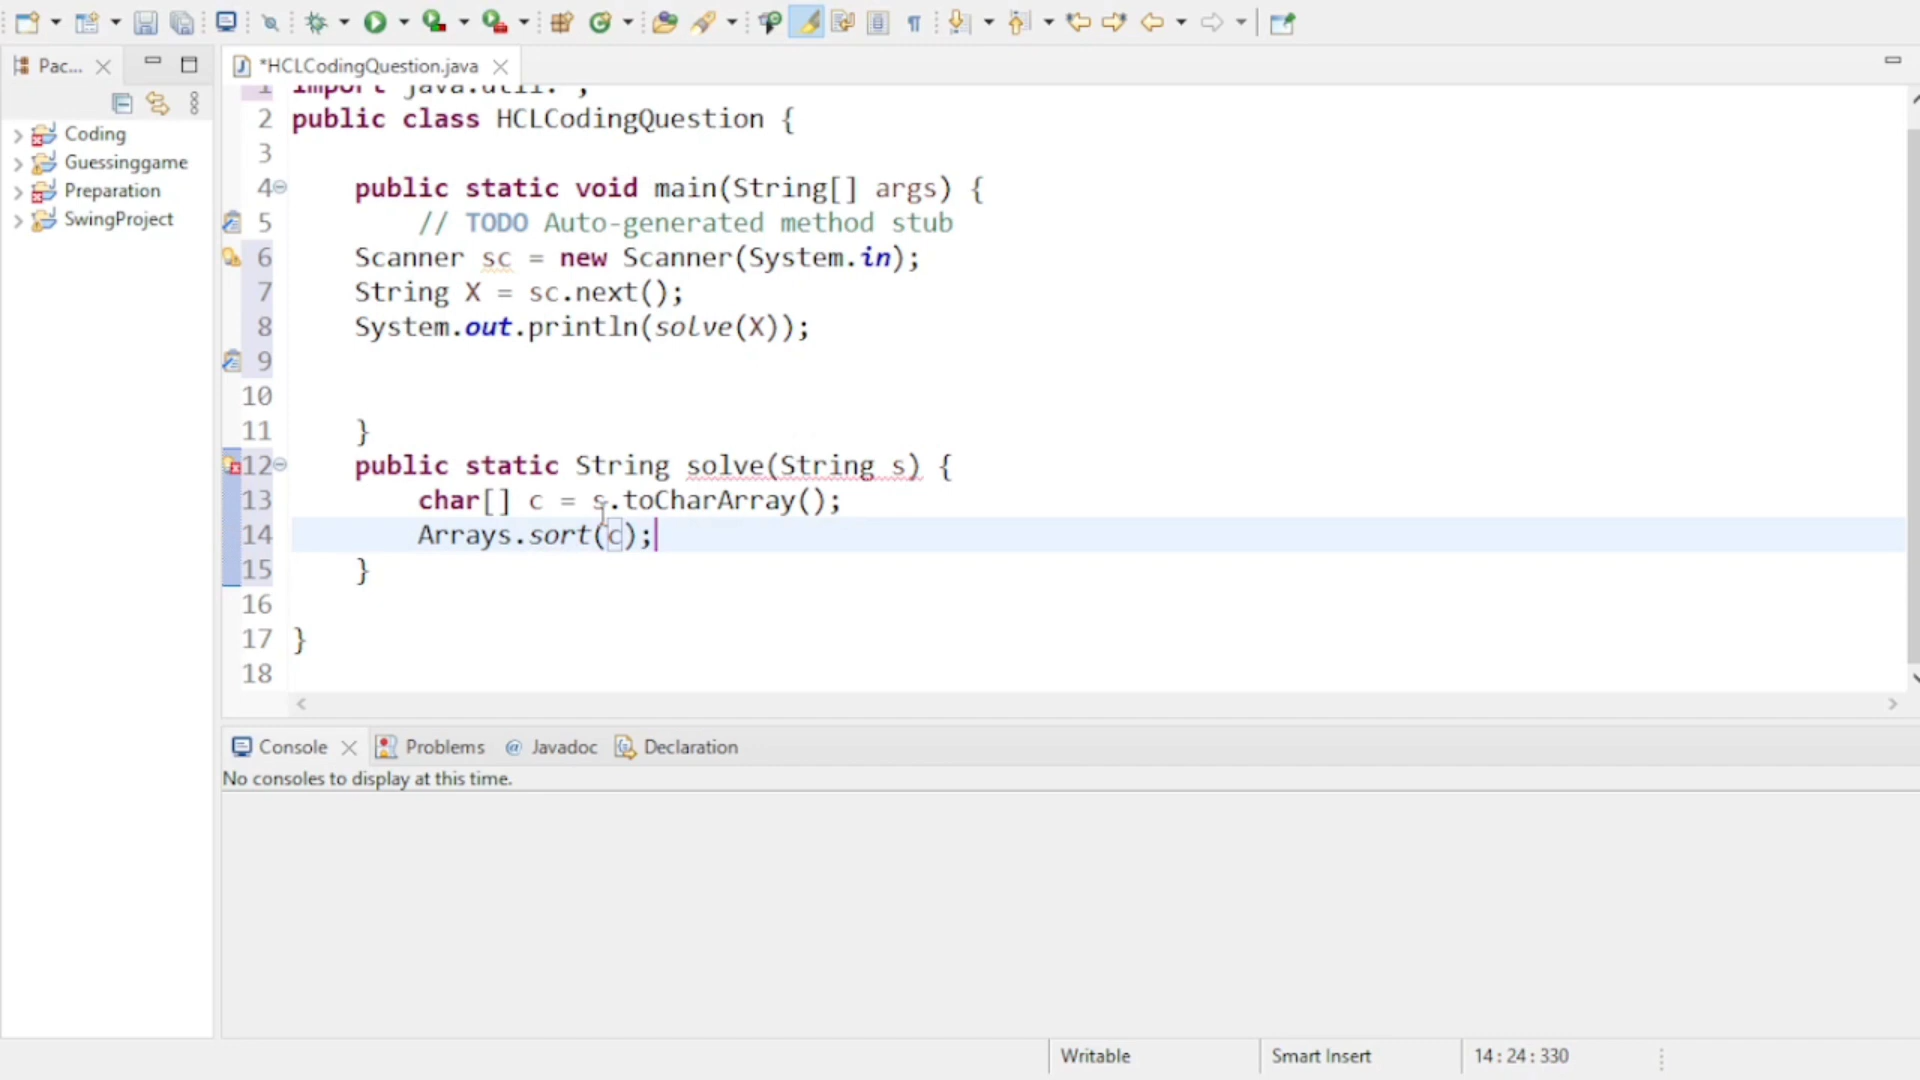 Pac...
*HCLCodingQuestion.java
Coding
Guessinggame
Preparation
SwingProject
1 import java.util.
2 public class HCLCodingQuestion {
3
4 public static void main(String[] args) {
5 // TODO Auto-generated method stub
6 Scanner sc = new Scanner(System.in);
7 String X = sc.next();
8 System.out.println(solve(X));
9
10
11 }
12 public static String solve(String s) {
13 char[] c = s.toCharArray();
14 Arrays.sort(c);
15 }
16
17 }
18
Console Problems @ Javadoc Declaration
No consoles to display at this time.
Writable Smart Insert 14 : 24 : 330